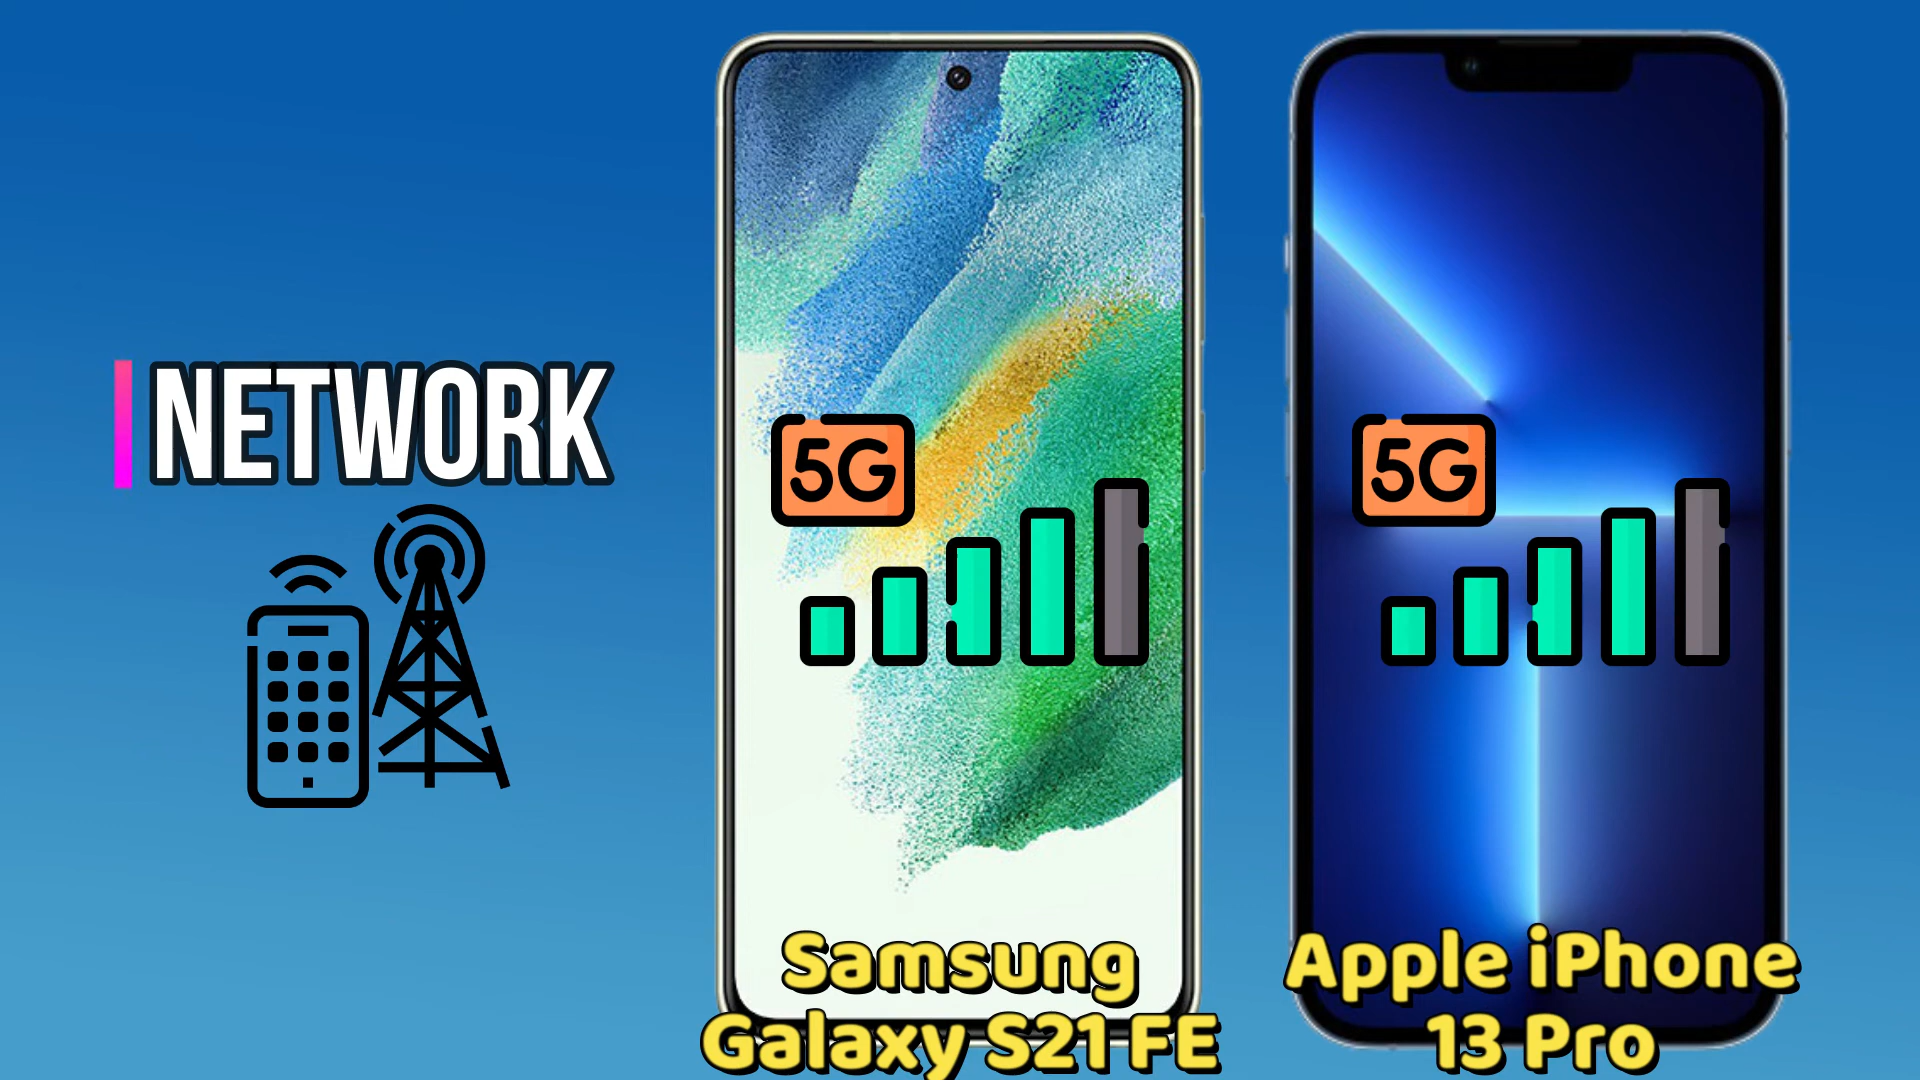 NETWORK
5G
5G
Samsung
Galaxy S21 FE
Apple iPhone
13 Pro